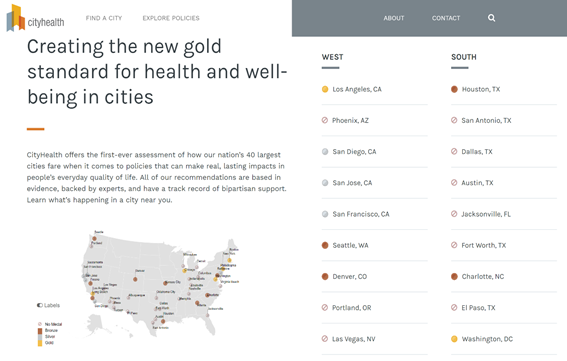 cityhealth
FIND A CITY
EXPLORE POLICIES
ABOUT
CONTACT
Creating the new gold
standard for health and well-
being in cities
CityHealth offers the first-ever assessment of how our nation's 40 largest
cities fare when it comes to policies that can make real, lasting impacts in
people's everyday quality of life. All of our recommendations are based in
evidence, backed by experts, and have a track record of bipartisan support.
Learn what's happening in a city near you.
Seattle
Portland
Labels
No Medal
Bronze
Silver
Gold
WEST
Los Angeles, CA
Phoenix, AZ
San Diego, CA
San Jose, CA
San Francisco, CA
Seattle, WA
Denver, CO
Portland, OR
Las Vegas, NV
SOUTH
Houston, TX
San Antonio, TX
Dallas, TX
Austin, TX
Jacksonville, FL
Fort Worth, TX
Charlotte, NC
El Paso, TX
Washington, DC